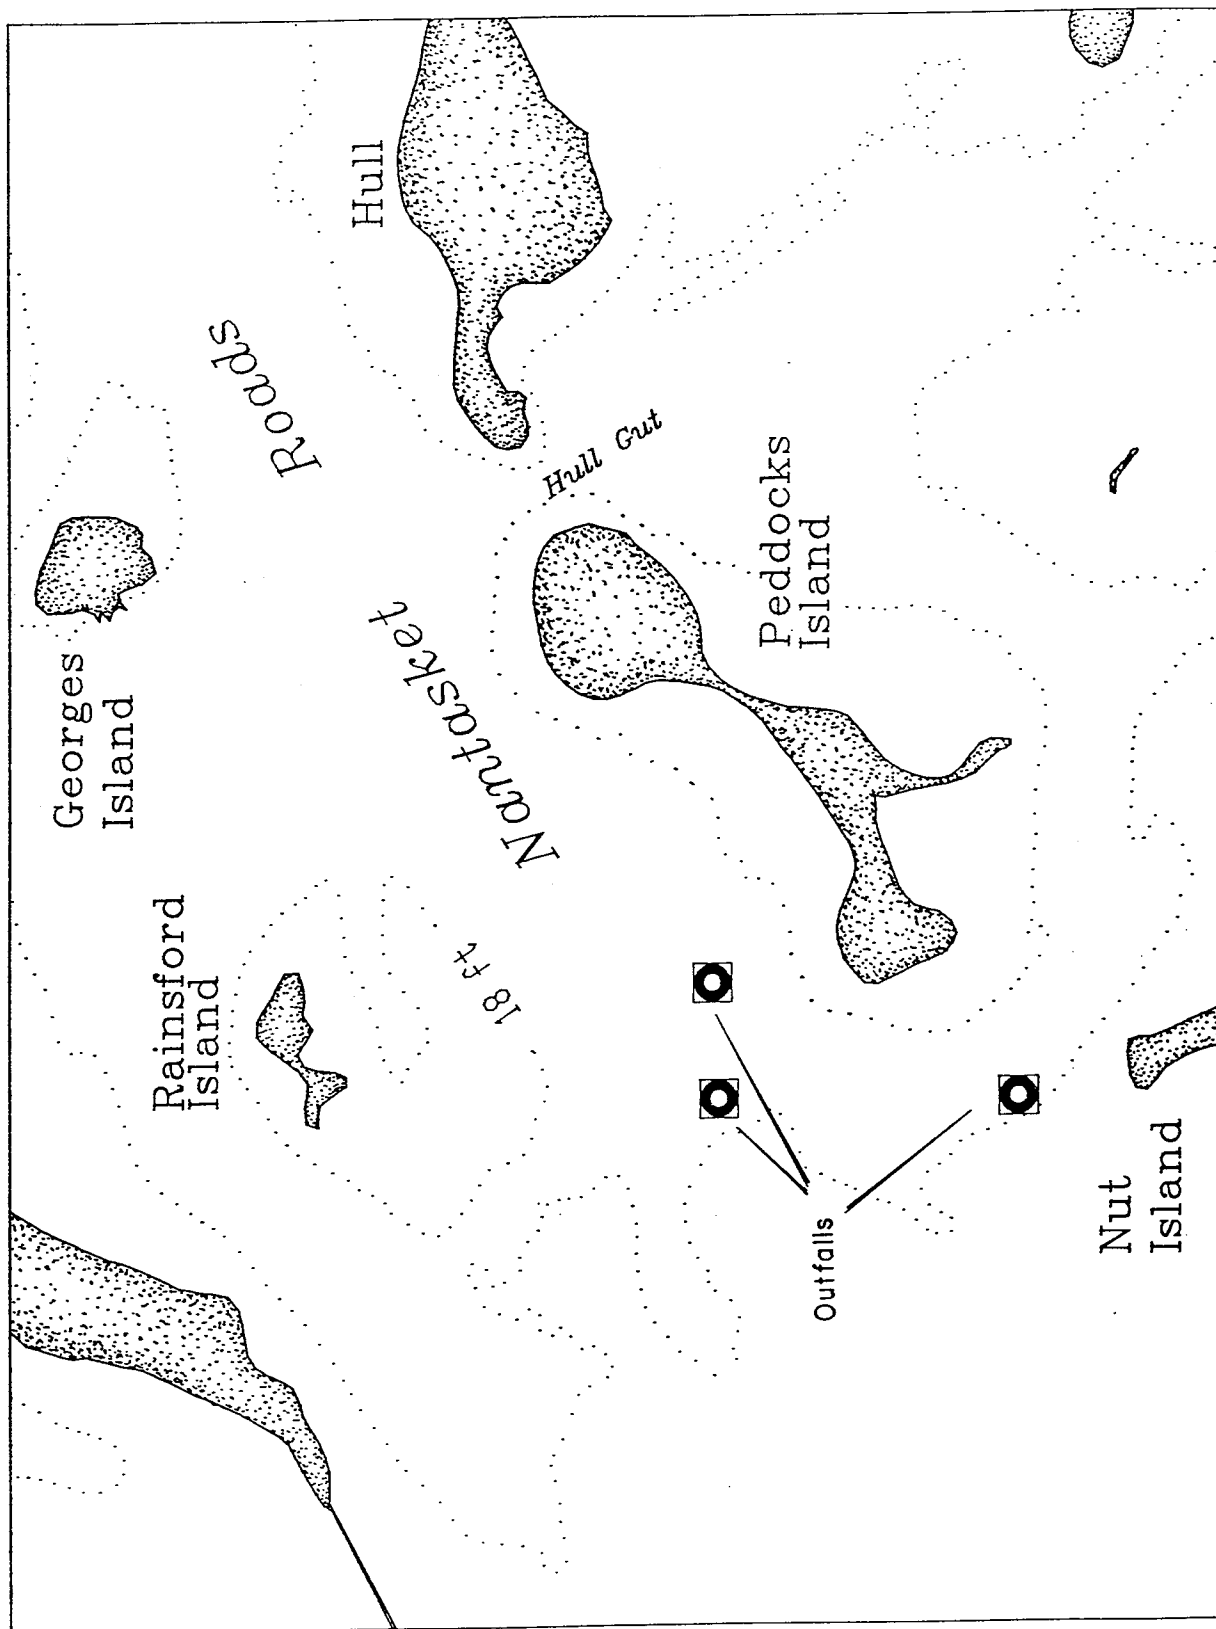 Georges
Island
Roads
Hull
Rainsford
Island
Nantasket
Hull Gut
18 ft
Peddocks
Island
Outfalls
Nut
Island